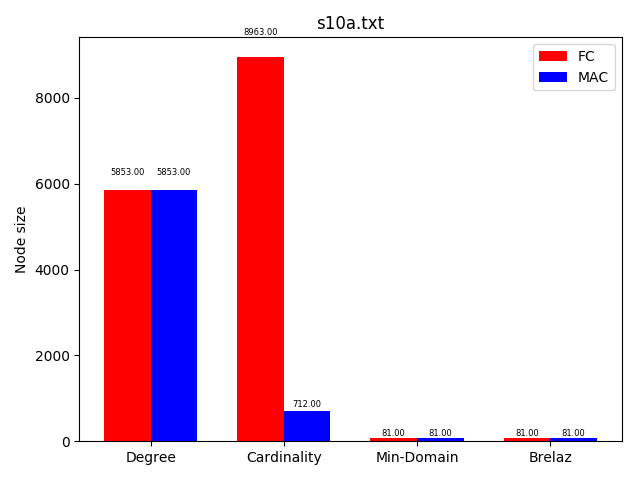 s10a.txt
8963.00
FC
MAC
8000
5853.00 5853.00
6000
Node size
4000
2000
712.00
81.00 81.00 81.00 81.00
0
Degree Cardinality Min-Domain Brelaz